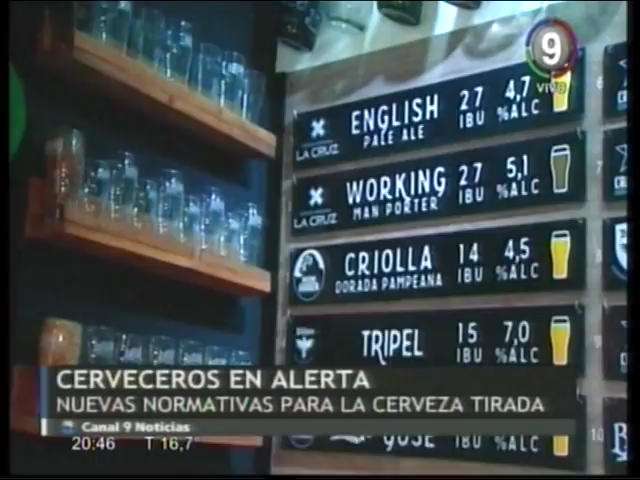 9
VIVO
LA CRUZ
ENGLISH
PALE ALE
27
IBU
4,7
%ALC
LA CRUZ
WORKING
MAN PORTER
27
IBU
5,1
%ALC
CRIOLLA
DORADA PAMPEANA
14
IBU
4,5
%ALC
TRIPEL
15
IBU
7,0
%ALC
IBU
%ALC
10
CERVECEROS EN ALERTA
NUEVAS NORMATIVAS PARA LA CERVEZA TIRADA
Canal 9 Noticias
20:46 T 16,7°